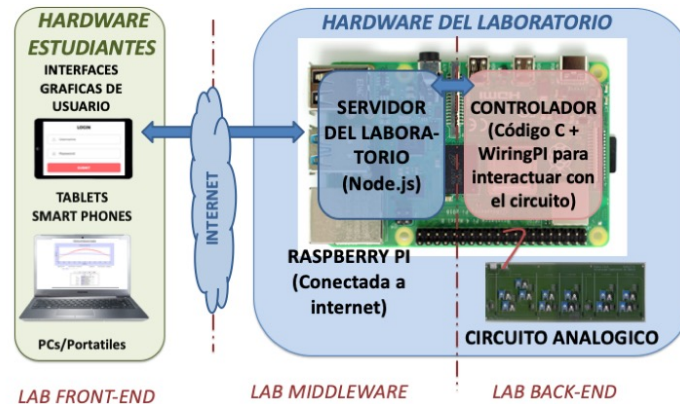 HARDWARE
ESTUDIANTES
INTERFACES
GRAFICAS DE
USUARIO
LOGIN
TABLETS
SMART PHONES
PCs/Portatiles
LAB FRONT-END
INTERNET
HARDWARE DEL LABORATORIO
SERVIDOR
DEL LABORA-
TORIO
(Node.js)
CONTROLADOR
(Código C +
WiringPI para
interactuar con
el circuito)
RASPBERRY PI
(Conectada a
internet)
CIRCUITO ANALOGICO
LAB MIDDLEWARE
LAB BACK-END